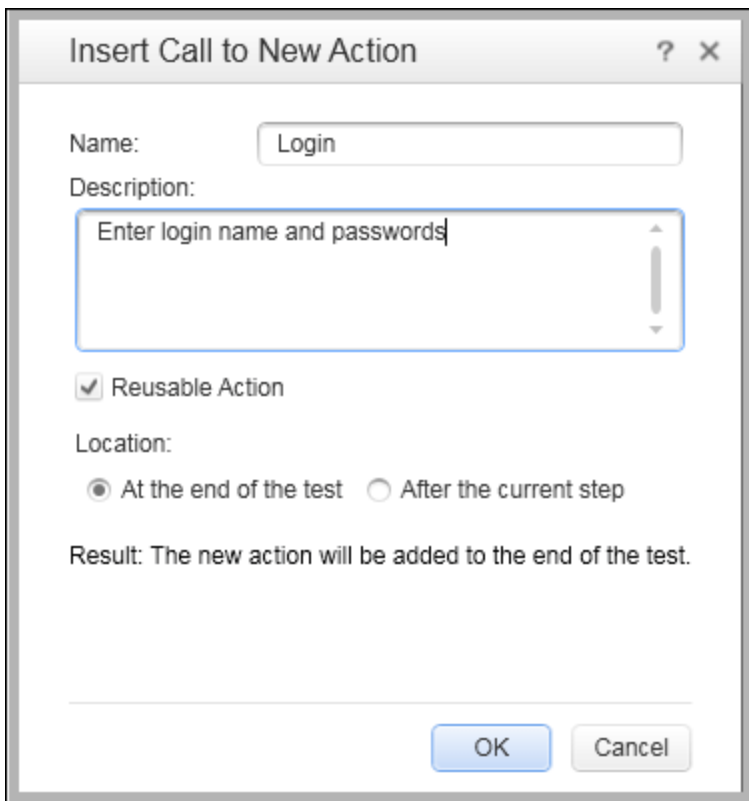 Insert Call to New Action ? ×
Name: Login
Description:
Enter login name and passwords
Reusable Action
Location:
At the end of the test After the current step
Result: The new action will be added to the end of the test.
OK Cancel